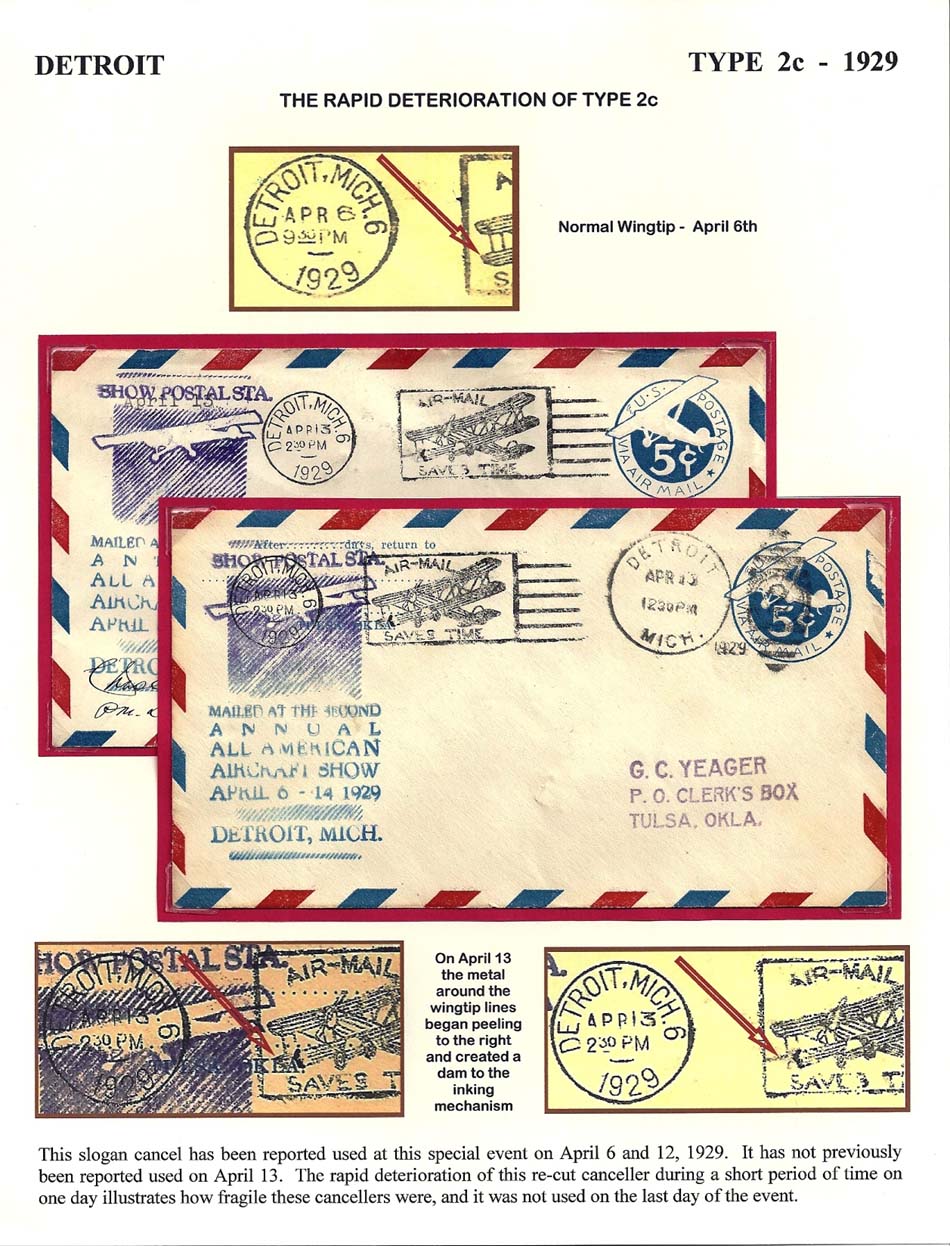 DETROIT
TYPE 2c - 1929
THE RAPID DETERIORATION OF TYPE 2c
DETROIT, MICH. 6
APR 6
9 30 PM
1929
A
S
Normal Wingtip - April 6th
SHOW POSTAL STA.
April 13
DETROIT, MICH. 6
APR 13
2 30 PM
1929
AIR-MAIL
SAVES TIME
U.S. POSTAGE
5¢
VIA AIR MAIL
MAILED A
A N
ALL A
AIRCRA
APRIL
DETRO
After days, return to
SHOW POSTAL STA.
DETROIT, MICH. 6
APR 13
2 30 PM
1929
AIR-MAIL
SAVES TIME
DETROIT
APR 13
12 30 PM
MICH.
1929
POSTAGE
5¢
VIA AIR MAIL
MAILED AT THE SECOND
A N N U A L
ALL AMERICAN
AIRCRAFT SHOW
APRIL 6 - 14 1929
DETROIT, MICH.
G. C. YEAGER
P. O. CLERK'S BOX
TULSA, OKLA.
HOW POSTAL STA.
DETROIT, MICH. 6
APR 13
2 30 PM
1929
AIR-MAIL
SAVES T
On April 13
the metal
around the
wingtip lines
began peeling
to the right
and created a
dam to the
inking
mechanism
A.
DETROIT, MICH. 6
APR 13
2 30 PM
1929
AIR-MAIL
SAVES T
This slogan cancel has been reported used at this special event on April 6 and 12, 1929. It has not previously
been reported used on April 13. The rapid deterioration of this re-cut canceller during a short period of time on
one day illustrates how fragile these cancellers were, and it was not used on the last day of the event.